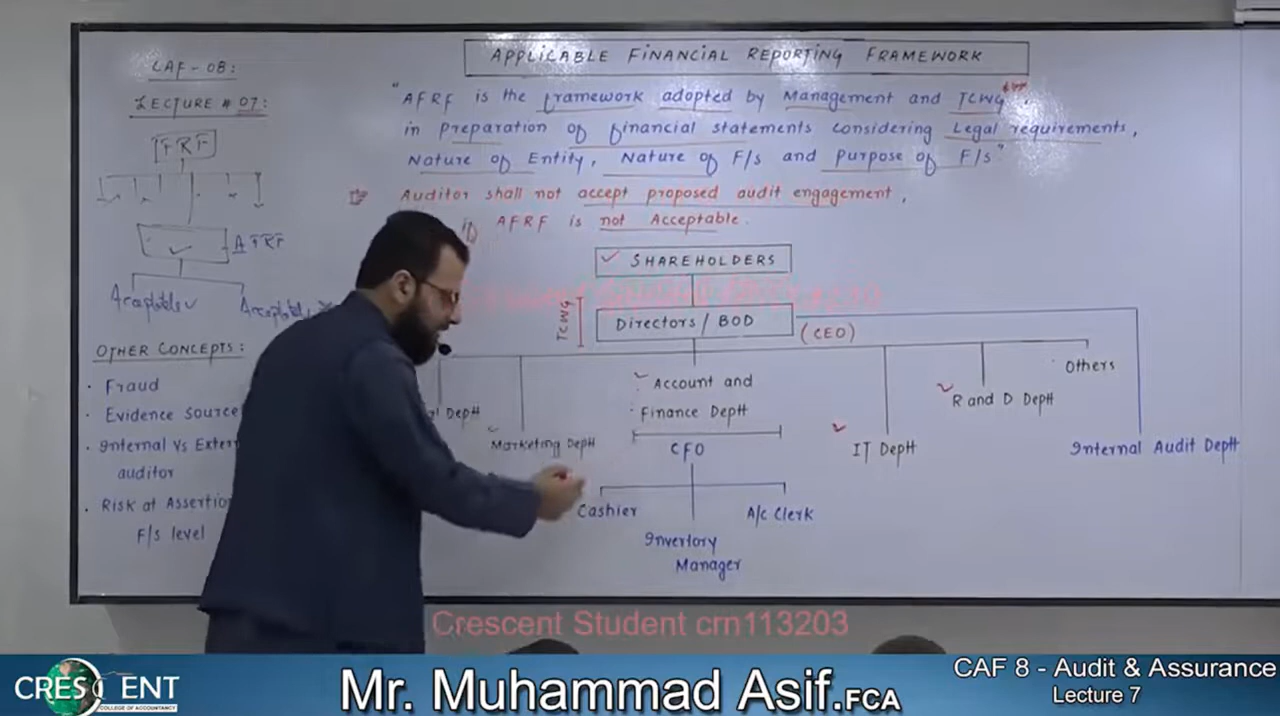 CAF - 08:
LECTURE # 07:
FRF
AFRF
Acceptable
Acceptable
OTHER CONCEPTS:
· Fraud
· Evidence source
· Internal Vs Exter
auditor
· Risk at Assertio
F/s level
APPLICABLE FINANCIAL REPORTING FRAMEWORK
"AFRF is the framework adopted by Management and TCWG,
in preparation of financial statements considering Legal requirements,
Nature of Entity, Nature of F/s and Purpose of F/s"
Auditor shall not accept proposed audit engagement,
if AFRF is not Acceptable.
SHAREHOLDERS
TCWG
Directors / BOD
(CEO)
Deptt
Marketing Deptt
Account and
Finance Deptt
CFO
Cashier
Invertory
Manager
A/c Clerk
IT Deptt
R and D Deptt
Others
Internal Audit Deptt
Crescent Student crn113203
CRESCENT
COLLEGE OF ACCOUNTANCY
Mr. Muhammad Asif.FCA
CAF 8 - Audit & Assurance
Lecture 7